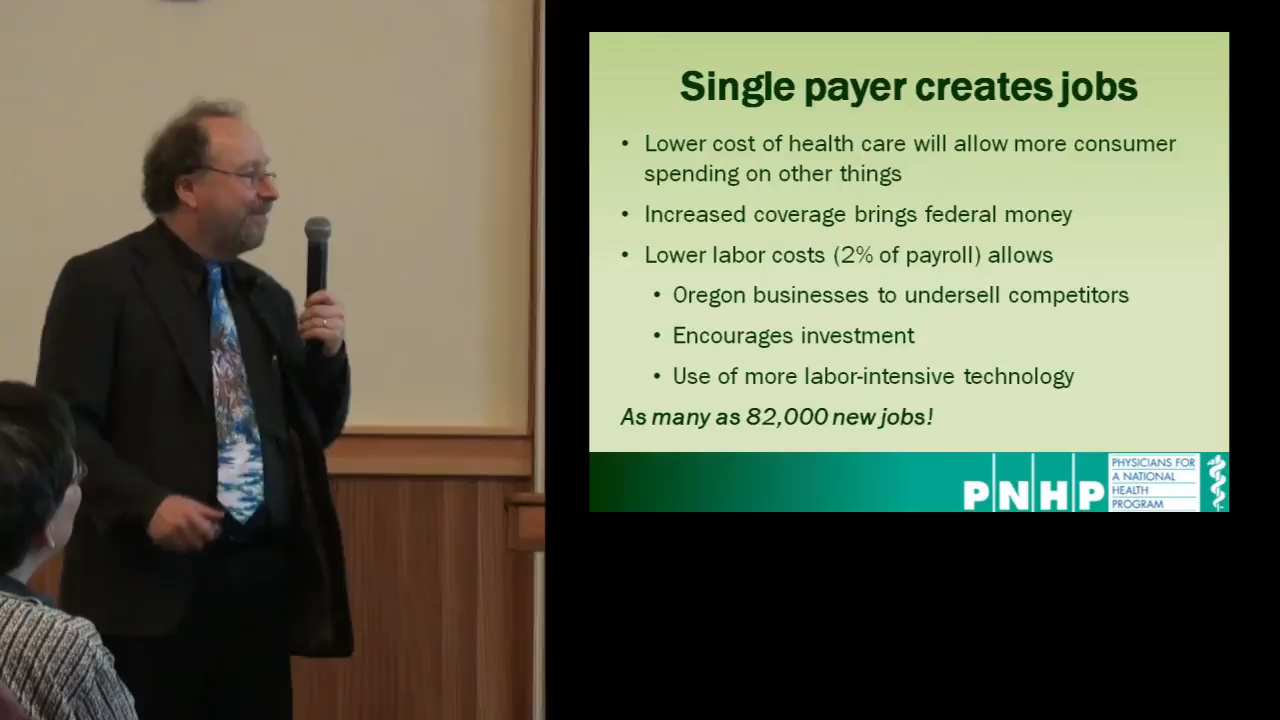 Single payer creates jobs
• Lower cost of health care will allow more consumer
spending on other things
• Increased coverage brings federal money
• Lower labor costs (2% of payroll) allows
• Oregon businesses to undersell competitors
• Encourages investment
• Use of more labor-intensive technology
As many as 82,000 new jobs!
PNHP
PHYSICIANS FOR
A NATIONAL
HEALTH
PROGRAM